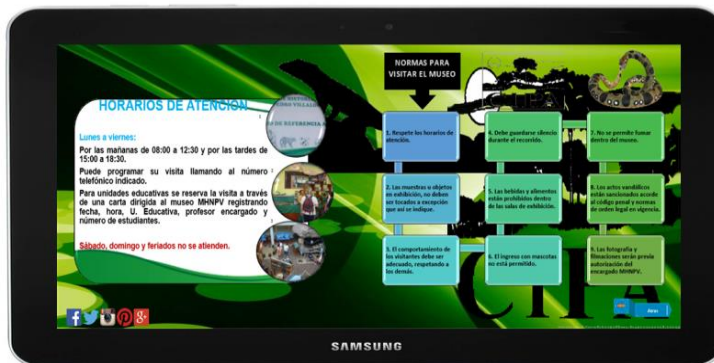 HORARIOS DE ATENCION
Lunes a viernes:
Por las mañanas de 08:00 a 12:30 y por las tardes de
15:00 a 18:30.
Puede programar su visita llamando al número
telefónico indicado.
Para unidades educativas se reserva la visita a través
de una carta dirigida al museo MHNPV registrando
fecha, hora, U. Educativa, profesor encargado y
número de estudiantes.
Sábado, domingo y feriados no se atienden.
NORMAS PARA
VISITAR EL MUSEO
1. Respete los horarios de
atención.
2. Las muestras u objetos
en exhibición, no deben
ser tocados a excepción
que así se indique.
3. El comportamiento de
los visitantes debe ser
adecuado, respetando a
los demás.
4. Debe guardarse silencio
durante el recorrido.
5. Las bebidas y alimentos
están prohibidos dentro
de las salas de exhibición.
6. El ingreso con mascotas
no está permitido.
7. No se permite fumar
dentro del museo.
8. Los actos vandálicos
están sancionados acorde
al código penal y normas
de orden legal en vigencia.
9. Las fotografía y
filmaciones serán previa
autorización del
encargado MHNPV.
Atrás
SAMSUNG